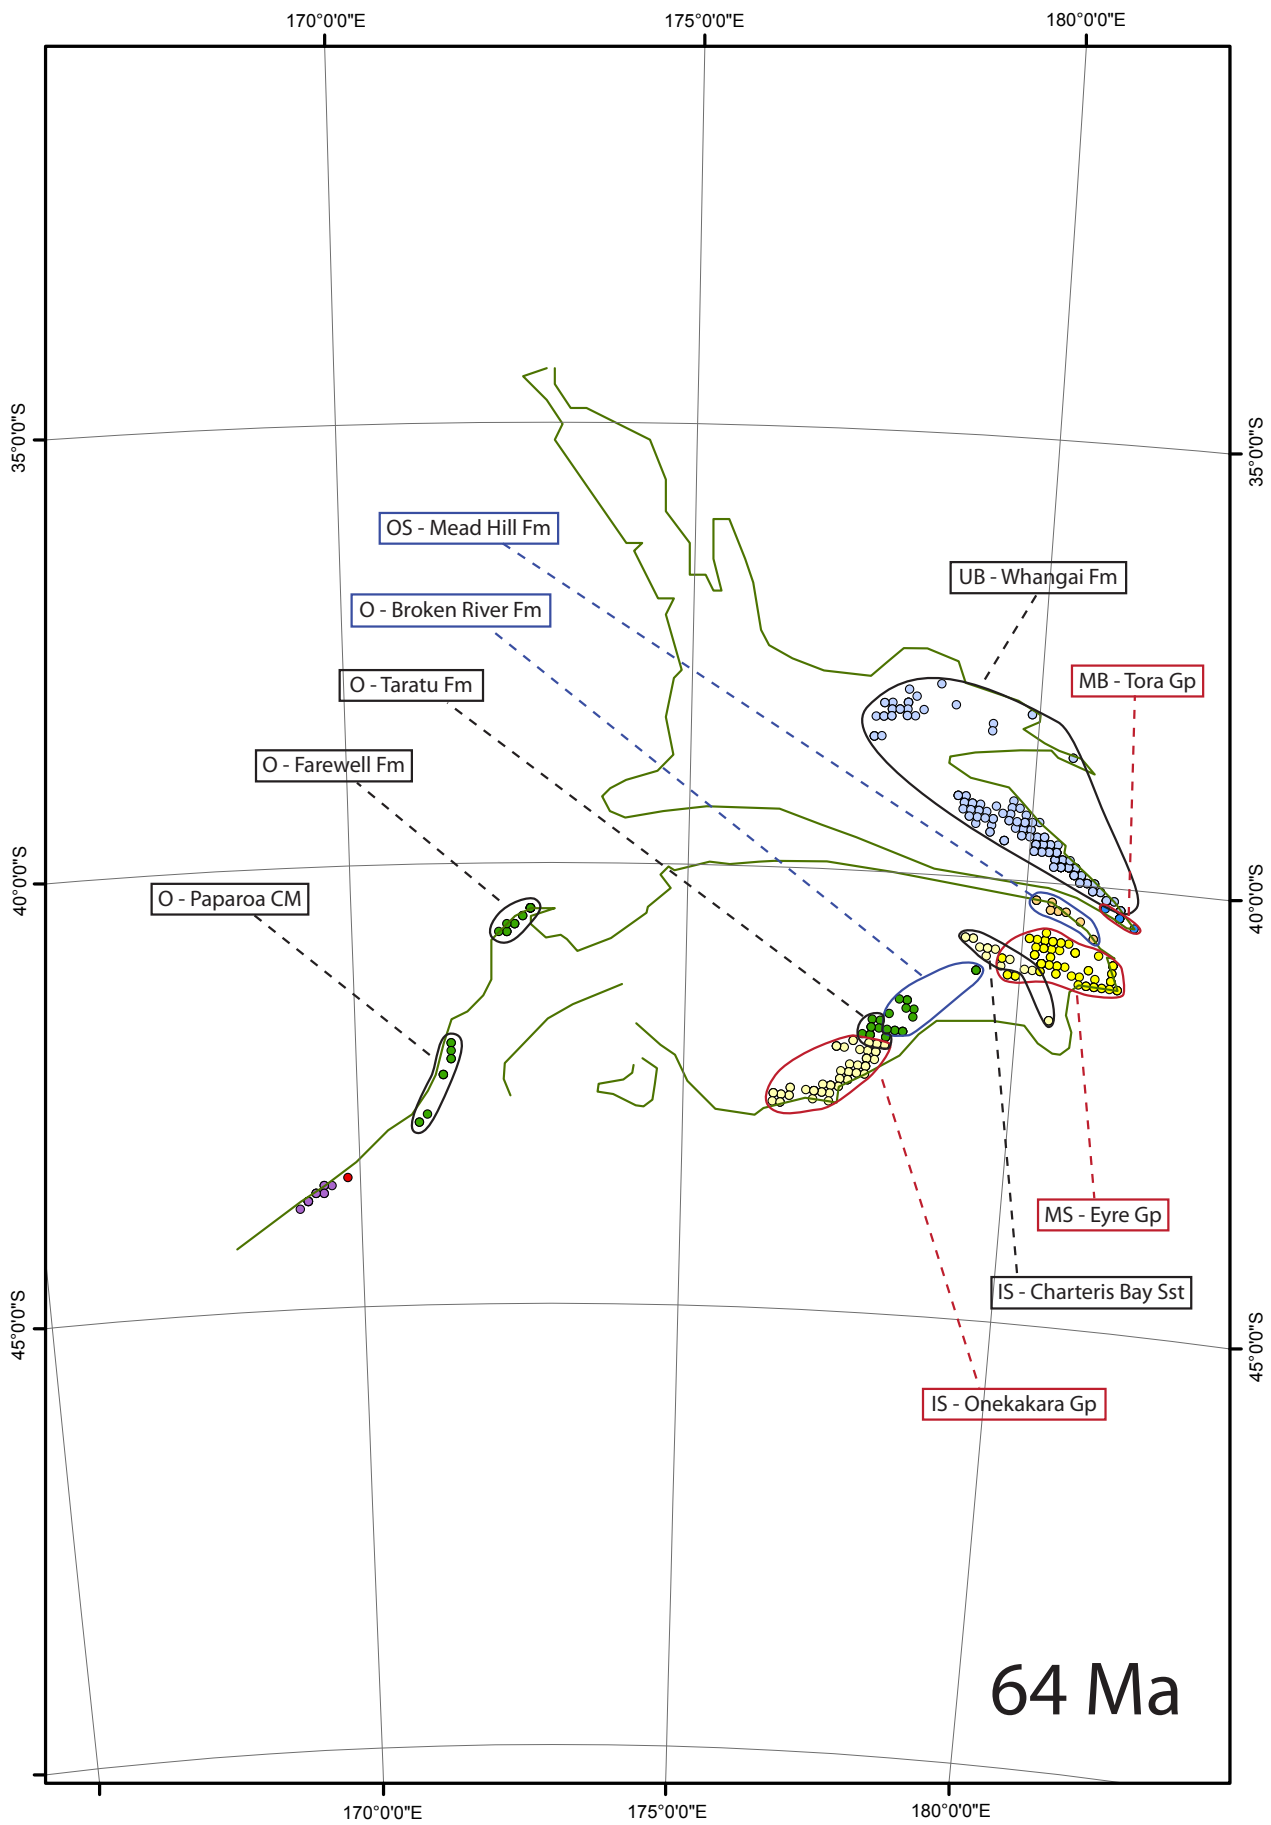 170°0'0"E
175°0'0"E
180°0'0"E
35°0'0"S
35°0'0"S
OS - Mead Hill Fm
UB - Whangai Fm
O - Broken River Fm
MB - Tora Gp
O - Taratu Fm
O - Farewell Fm
40°0'0"S
40°0'0"S
O - Paparoa CM
MS - Eyre Gp
IS - Charteris Bay Sst
45°0'0"S
45°0'0"S
IS - Onekakara Gp
64 Ma
170°0'0"E
175°0'0"E
180°0'0"E